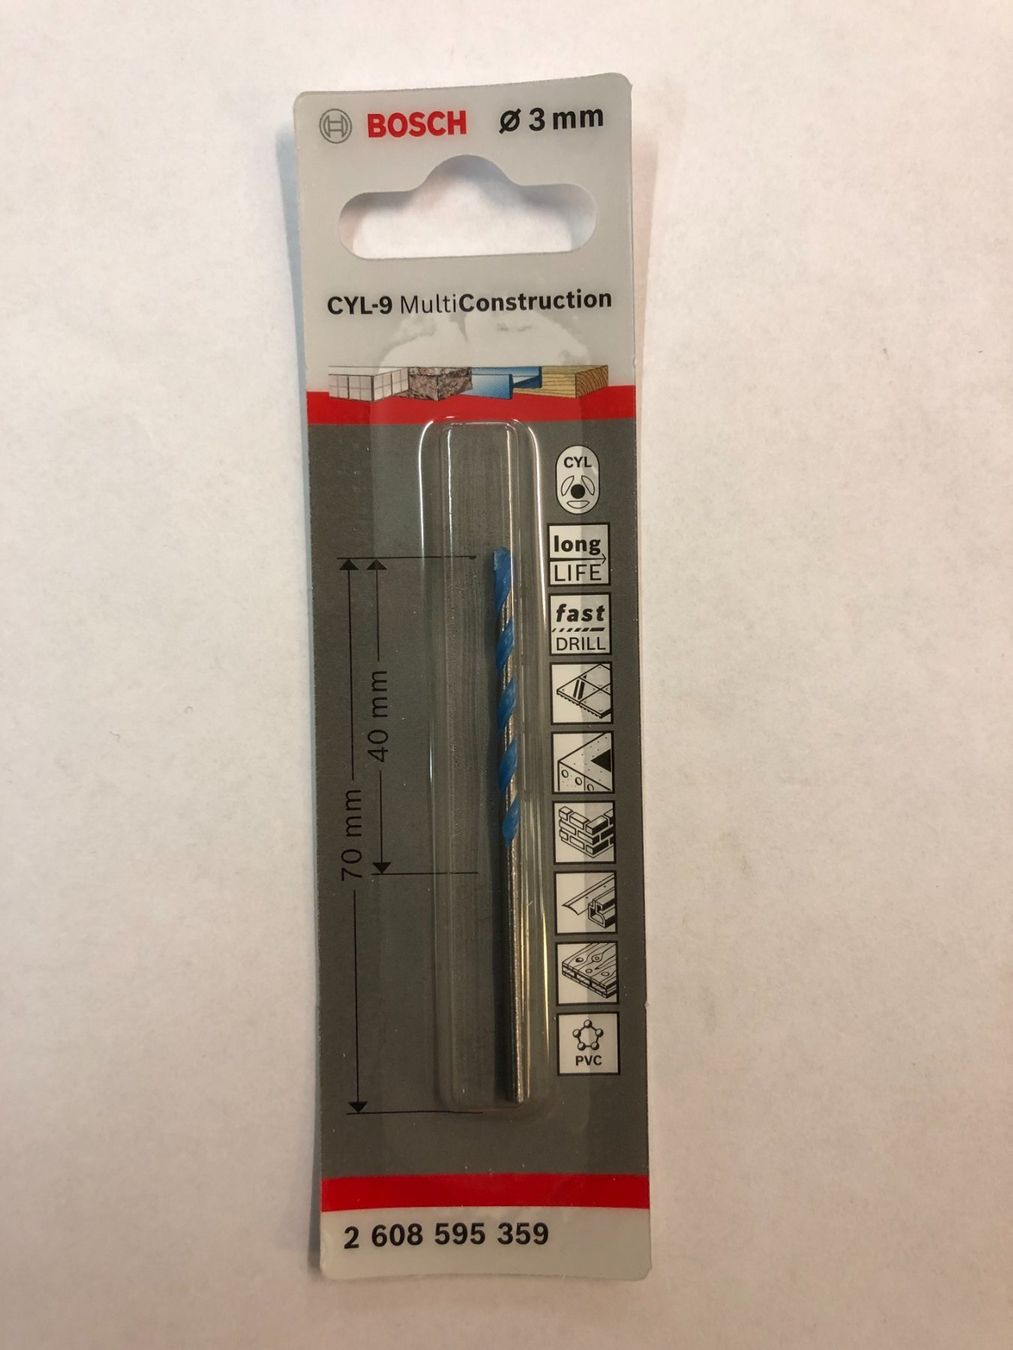 BOSCH Ø 3 mm
CYL-9 MultiConstruction
CYL
long
LIFE
fast
DRILL
40 mm
70 mm
PVC
2 608 595 359